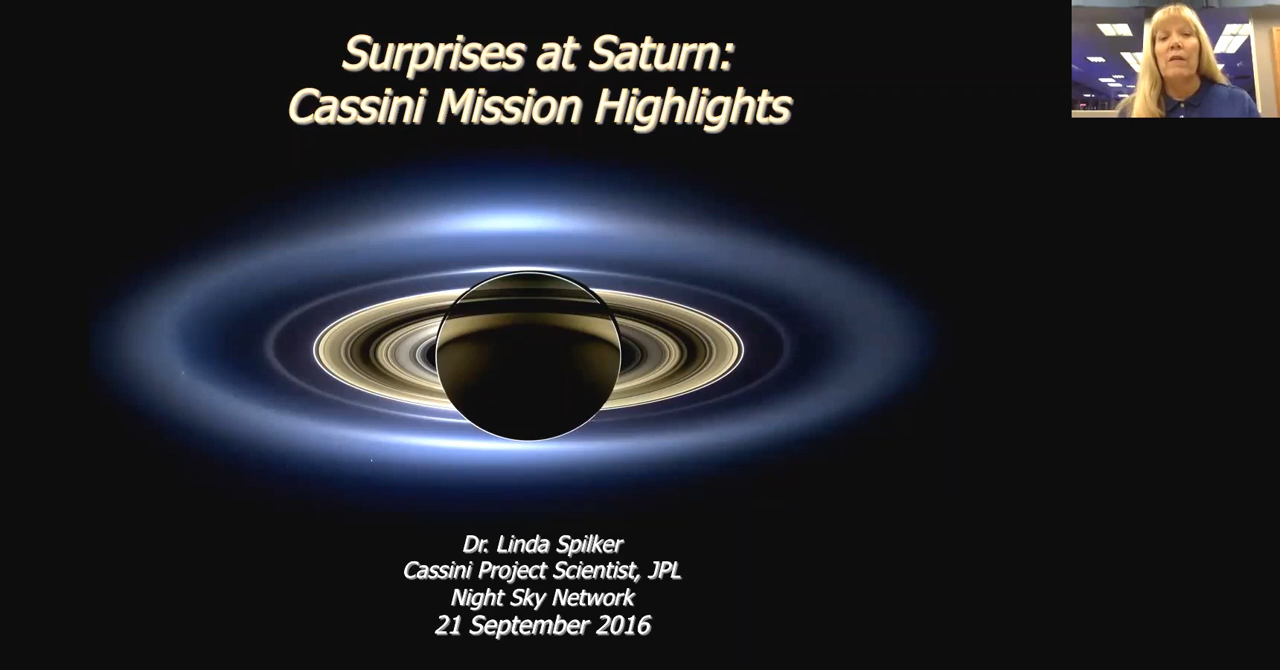 Surprises at Saturn:
Cassini Mission Highlights
Dr. Linda Spilker
Cassini Project Scientist, JPL
Night Sky Network
21 September 2016